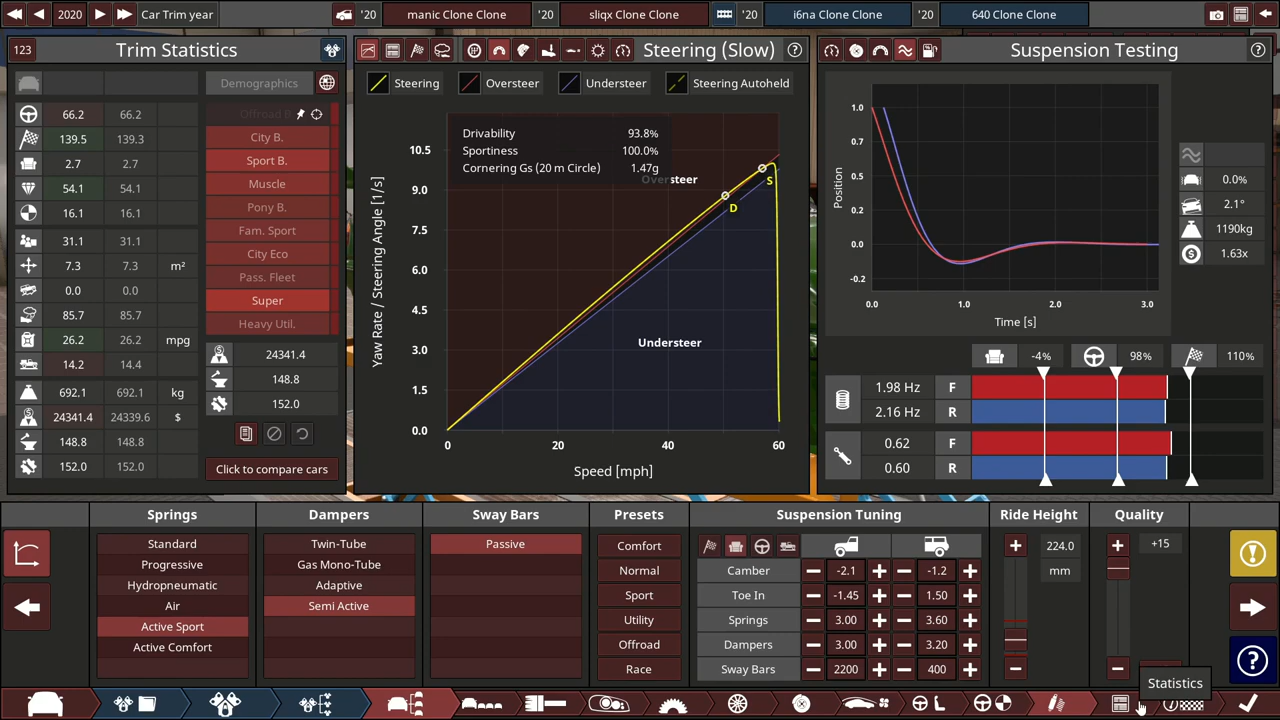 2020 Car Trim year '20 manic Clone Clone '20 sliqx Clone Clone '20 i6na Clone Clone '20 640 Clone Clone
123 Trim Statistics
Demographics
66.2 66.2
139.5 139.3 City B.
2.7 2.7 Sport B.
54.1 54.1 Muscle
16.1 16.1 Pony B.
31.1 31.1 Fam. Sport
7.3 7.3 m² City Eco
0.0 0.0 Pass. Fleet
85.7 85.7 Super
26.2 26.2 mpg Heavy Util.
14.2 14.4 24341.4
692.1 692.1 kg 148.8
24341.4 24339.6 $ 152.0
148.8 148.8
152.0 152.0 Click to compare cars
Steering (Slow) ?
Steering Oversteer Understeer Steering Autoheld
Drivability 93.8%
Sportiness 100.0%
Cornering Gs (20 m Circle) 1.47g
Oversteer
S
D
Understeer
Yaw Rate / Steering Angle [1/s]
10.5
9.0
7.5
6.0
4.5
3.0
1.5
0.0
0 20 40 60
Speed [mph]
Suspension Testing ?
Position
1.0
0.7
0.5
0.2
0.0
-0.2
0.0 1.0 2.0 3.0
Time [s]
0.0%
2.1°
1190kg
1.63x
-4% 98% 110%
1.98 Hz F
2.16 Hz R
0.62 F
0.60 R
Springs
Standard
Progressive
Hydropneumatic
Air
Active Sport
Active Comfort
Dampers
Twin-Tube
Gas Mono-Tube
Adaptive
Semi Active
Sway Bars
Passive
Presets
Comfort
Normal
Sport
Utility
Offroad
Race
Suspension Tuning
Camber -2.1 -1.2
Toe In -1.45 1.50
Springs 3.00 3.60
Dampers 3.00 3.20
Sway Bars 2200 400
Ride Height
224.0
mm
Quality
+15
Statistics